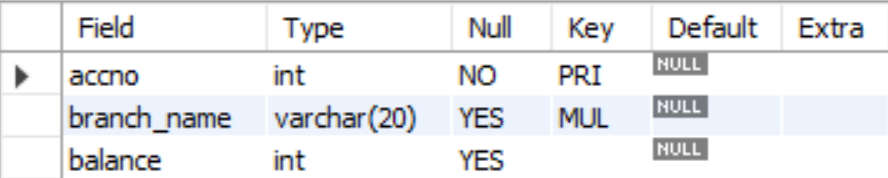 Field Type Null Key Default Extra
accno int NO PRI NULL
branch_name varchar(20) YES MUL NULL
balance int YES NULL